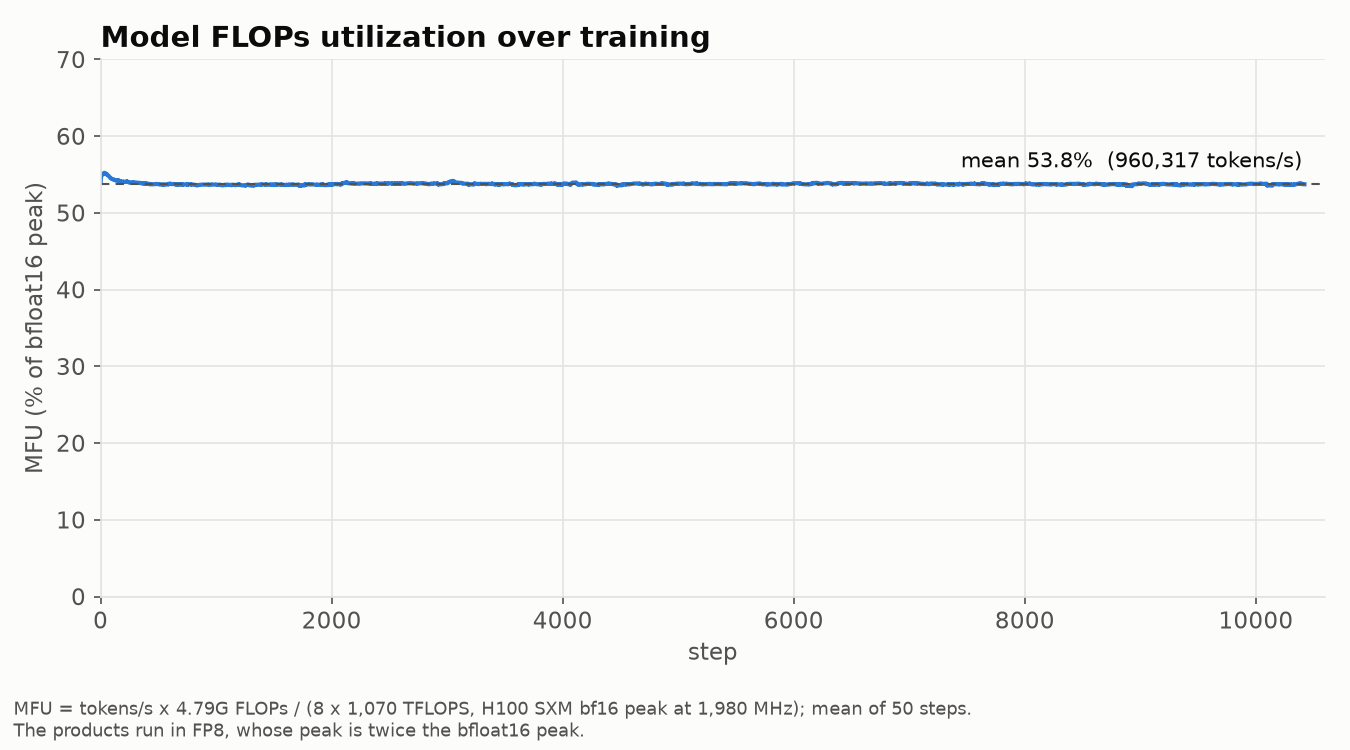 Model FLOPs utilization over training
MFU (% of bfloat16 peak)
70
60
50
40
30
20
10
0
mean 53.8% (960,317 tokens/s)
0 2000 4000 6000 8000 10000
step
MFU = tokens/s x 4.79G FLOPs / (8 x 1,070 TFLOPS, H100 SXM bf16 peak at 1,980 MHz); mean of 50 steps.
The products run in FP8, whose peak is twice the bfloat16 peak.